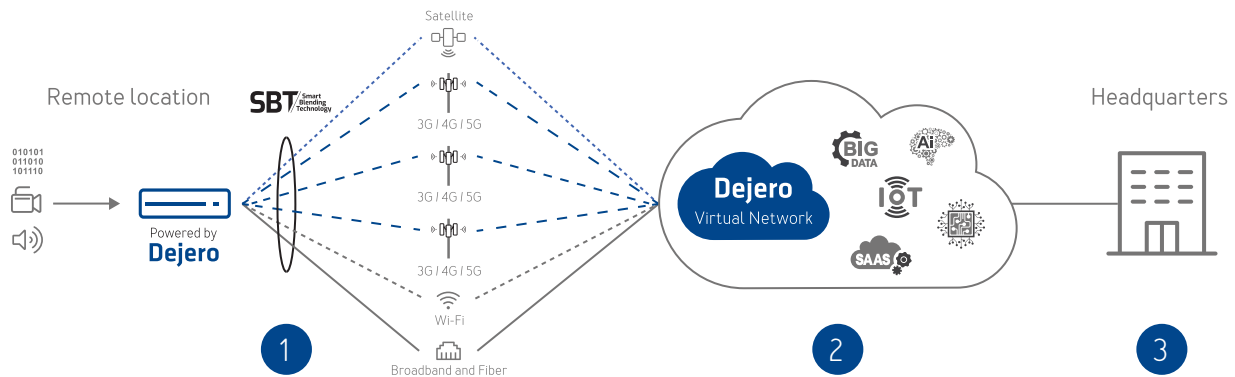 Remote location
010101
011010
101110
Powered by
Dejero
SBT Smart
Blending
Technology
Satellite
3G / 4G / 5G
3G / 4G / 5G
3G / 4G / 5G
Wi-Fi
Broadband and Fiber
1
Dejero
Virtual Network
BIG
DATA
Ai
IoT
SAAS
2
Headquarters
3